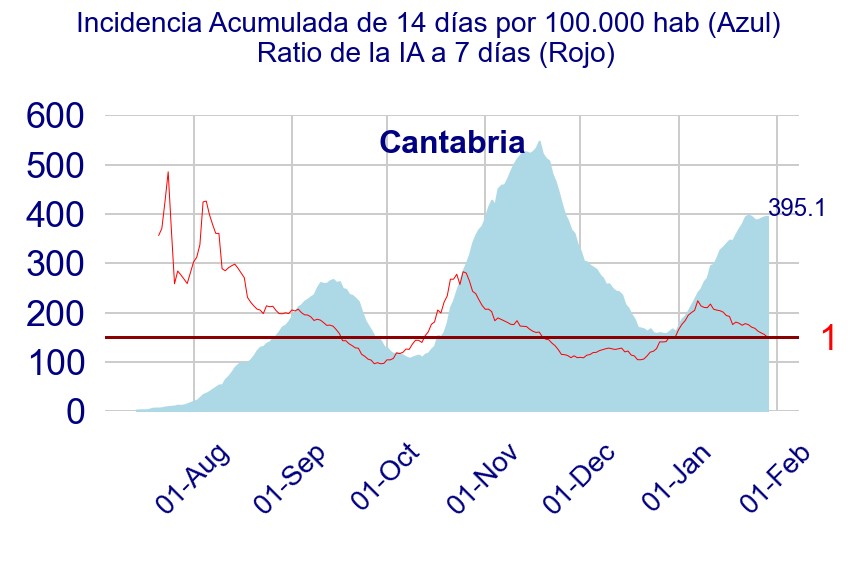 Incidencia Acumulada de 14 días por 100.000 hab (Azul)
Ratio de la IA a 7 días (Rojo)
Cantabria
600
500
400
300
200
100
0
395.1
1
01-Aug
01-Sep
01-Oct
01-Nov
01-Dec
01-Jan
01-Feb